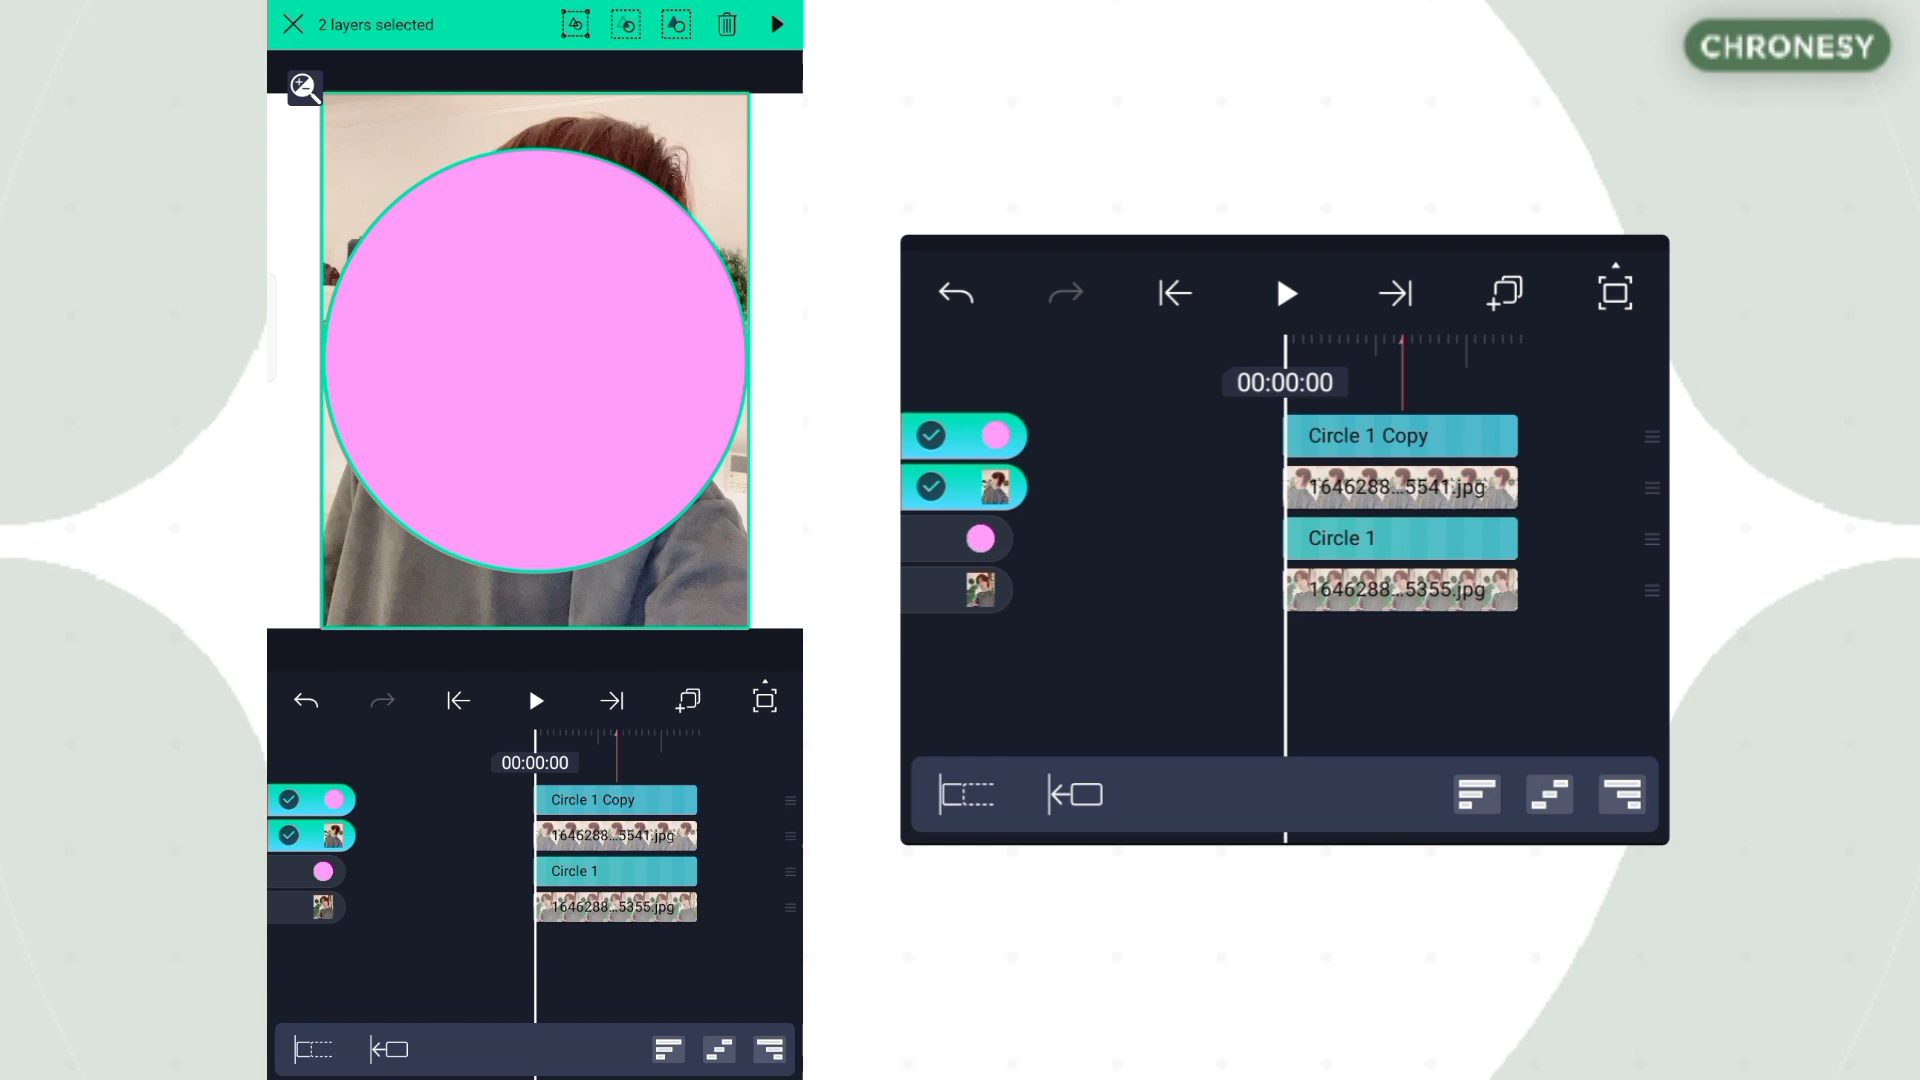 2 layers selected
CHRONESY
00:00:00
Circle 1 Copy
1646288...5541.jpg
Circle 1
1646288...5355.jpg
00:00:00
Circle 1 Copy
1646288...5541.jpg
Circle 1
1646288...5355.jpg